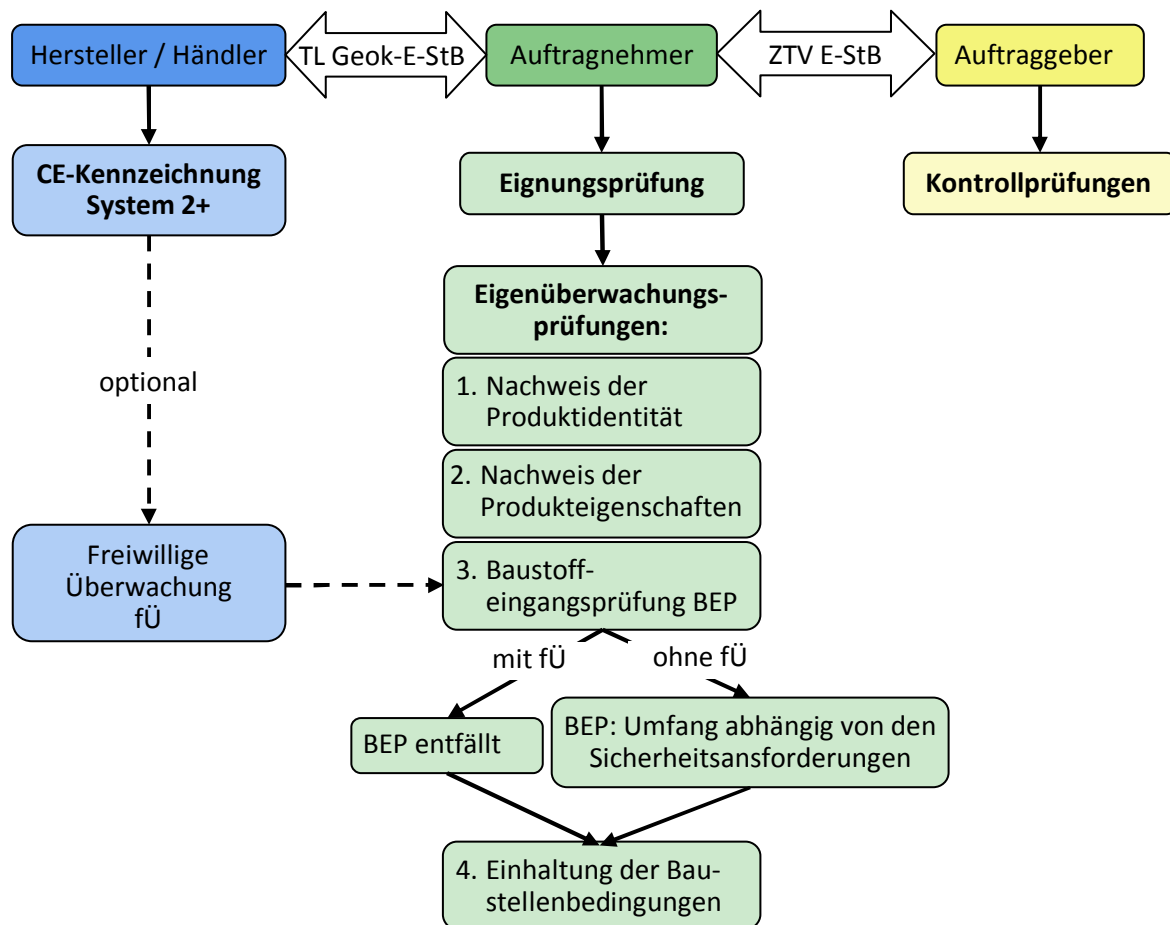 Hersteller / Händler
TL Geok-E-StB
Auftragnehmer
ZTV E-StB
Auftraggeber
CE-Kennzeichnung
System 2+
Eignungsprüfung
Kontrollprüfungen
Eigenüberwachungs-
prüfungen:
optional
1. Nachweis der
Produktidentität
2. Nachweis der
Produkteigenschaften
Freiwillige
Überwachung
fÜ
3. Baustoff-
eingangsprüfung BEP
mit fÜ
ohne fÜ
BEP entfällt
BEP: Umfang abhängig von den
Sicherheitsansforderungen
4. Einhaltung der Bau-
stellenbedingungen